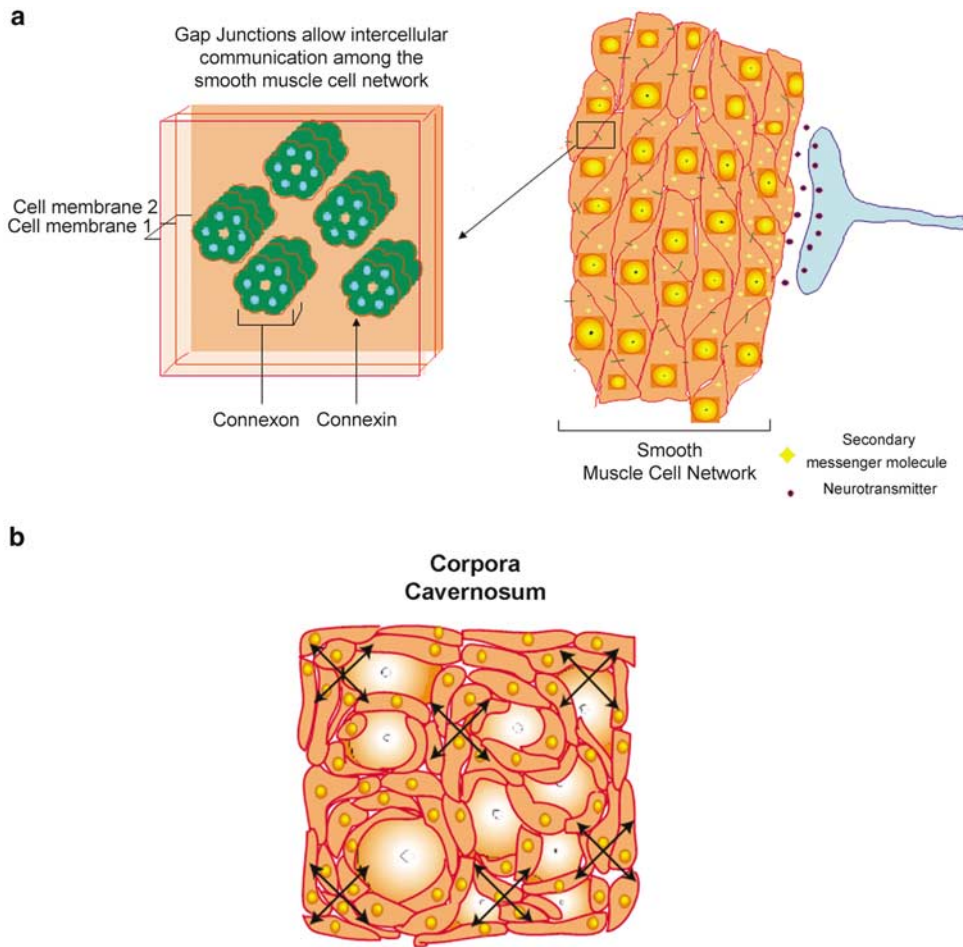 a
Gap Junctions allow intercellular
communication among the
smooth muscle cell network
Cell membrane 2
Cell membrane 1
Connexon
Connexin
Smooth
Muscle Cell Network
Secondary
messenger molecule
Neurotransmitter
b
Corpora
Cavernosum